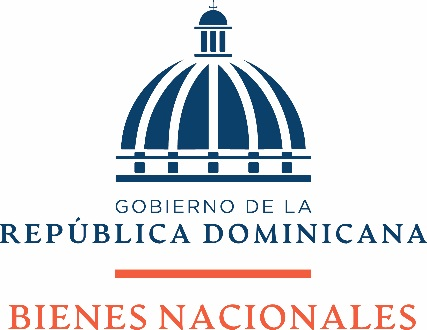 GOBIERNO DE LA
REPÚBLICA DOMINICANA
BIENES NACIONALES